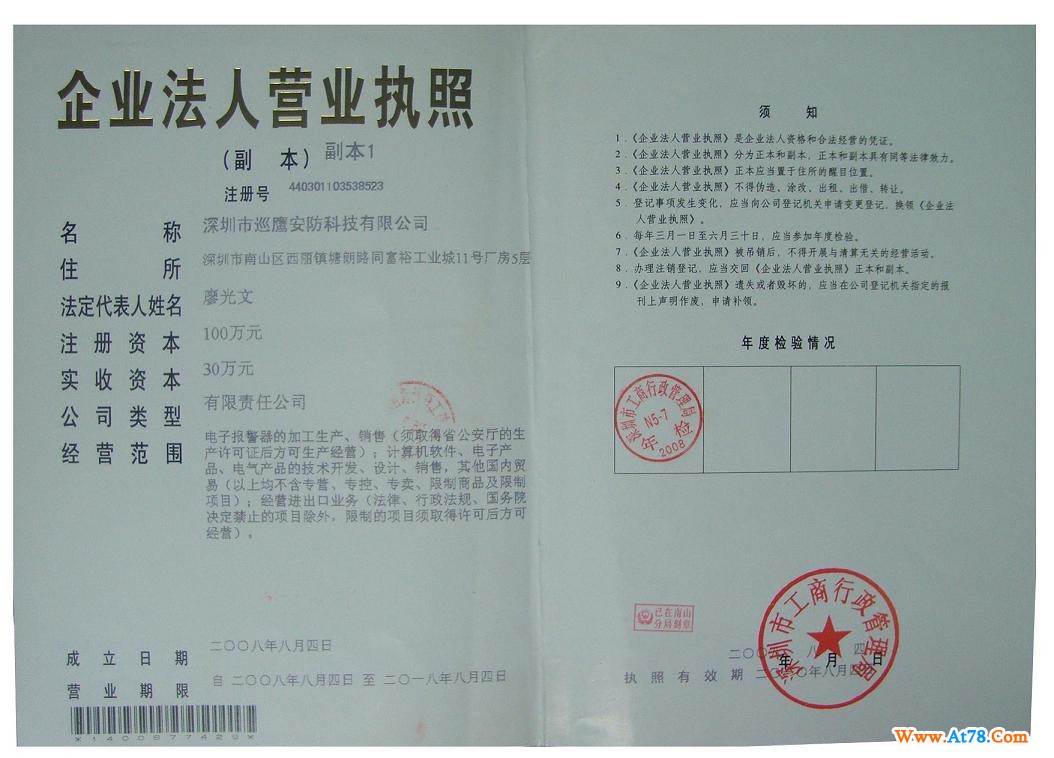 企业法人营业执照
（副 本） 副本1
注册号 440301103538523
名 称 深圳市巡鹰安防科技有限公司
住 所 深圳市南山区西丽镇塘朗路同富裕工业城11号厂房5层
法定代表人姓名 廖光文
注册资本 100万元
实收资本 30万元
公司类型 有限责任公司
经营范围 电子报警器的加工生产、销售（须取得省公安厅的生
产许可证后方可生产经营）；计算机软件、电子产
品、电气产品的技术开发、设计、销售，其他国内贸
易（以上均不含专营、专控、专卖、限制商品及限制
项目）；经营进出口业务（法律、行政法规、国务院
决定禁止的项目除外，限制的项目须取得许可后方可
经营）。
成立日期 二〇〇八年八月四日
营业期限 自 二〇〇八年八月四日 至 二〇一八年八月四日
*1400877429*
须 知
1．《企业法人营业执照》是企业法人资格和合法经营的凭证。
2．《企业法人营业执照》分为正本和副本，正本和副本具有同等法律效力。
3．《企业法人营业执照》正本应当置于住所的醒目位置。
4．《企业法人营业执照》不得伪造、涂改、出租、出借、转让。
5．登记事项发生变化，应当向公司登记机关申请变更登记，换领《企业法
人营业执照》。
6．每年三月一日至六月三十日，应当参加年度检验。
7．《企业法人营业执照》被吊销后，不得开展与清算无关的经营活动。
8．办理注销登记，应当交回《企业法人营业执照》正本和副本。
9．《企业法人营业执照》遗失或者毁坏的，应当在公司登记机关指定的报
刊上声明作废，申请补领。
年度检验情况
深圳市工商行政管理局
N5-7
年检
2008
已在南山
分局刻章
深圳市工商行政管理局
年 月 日
执照有效期
Www.At78.Com